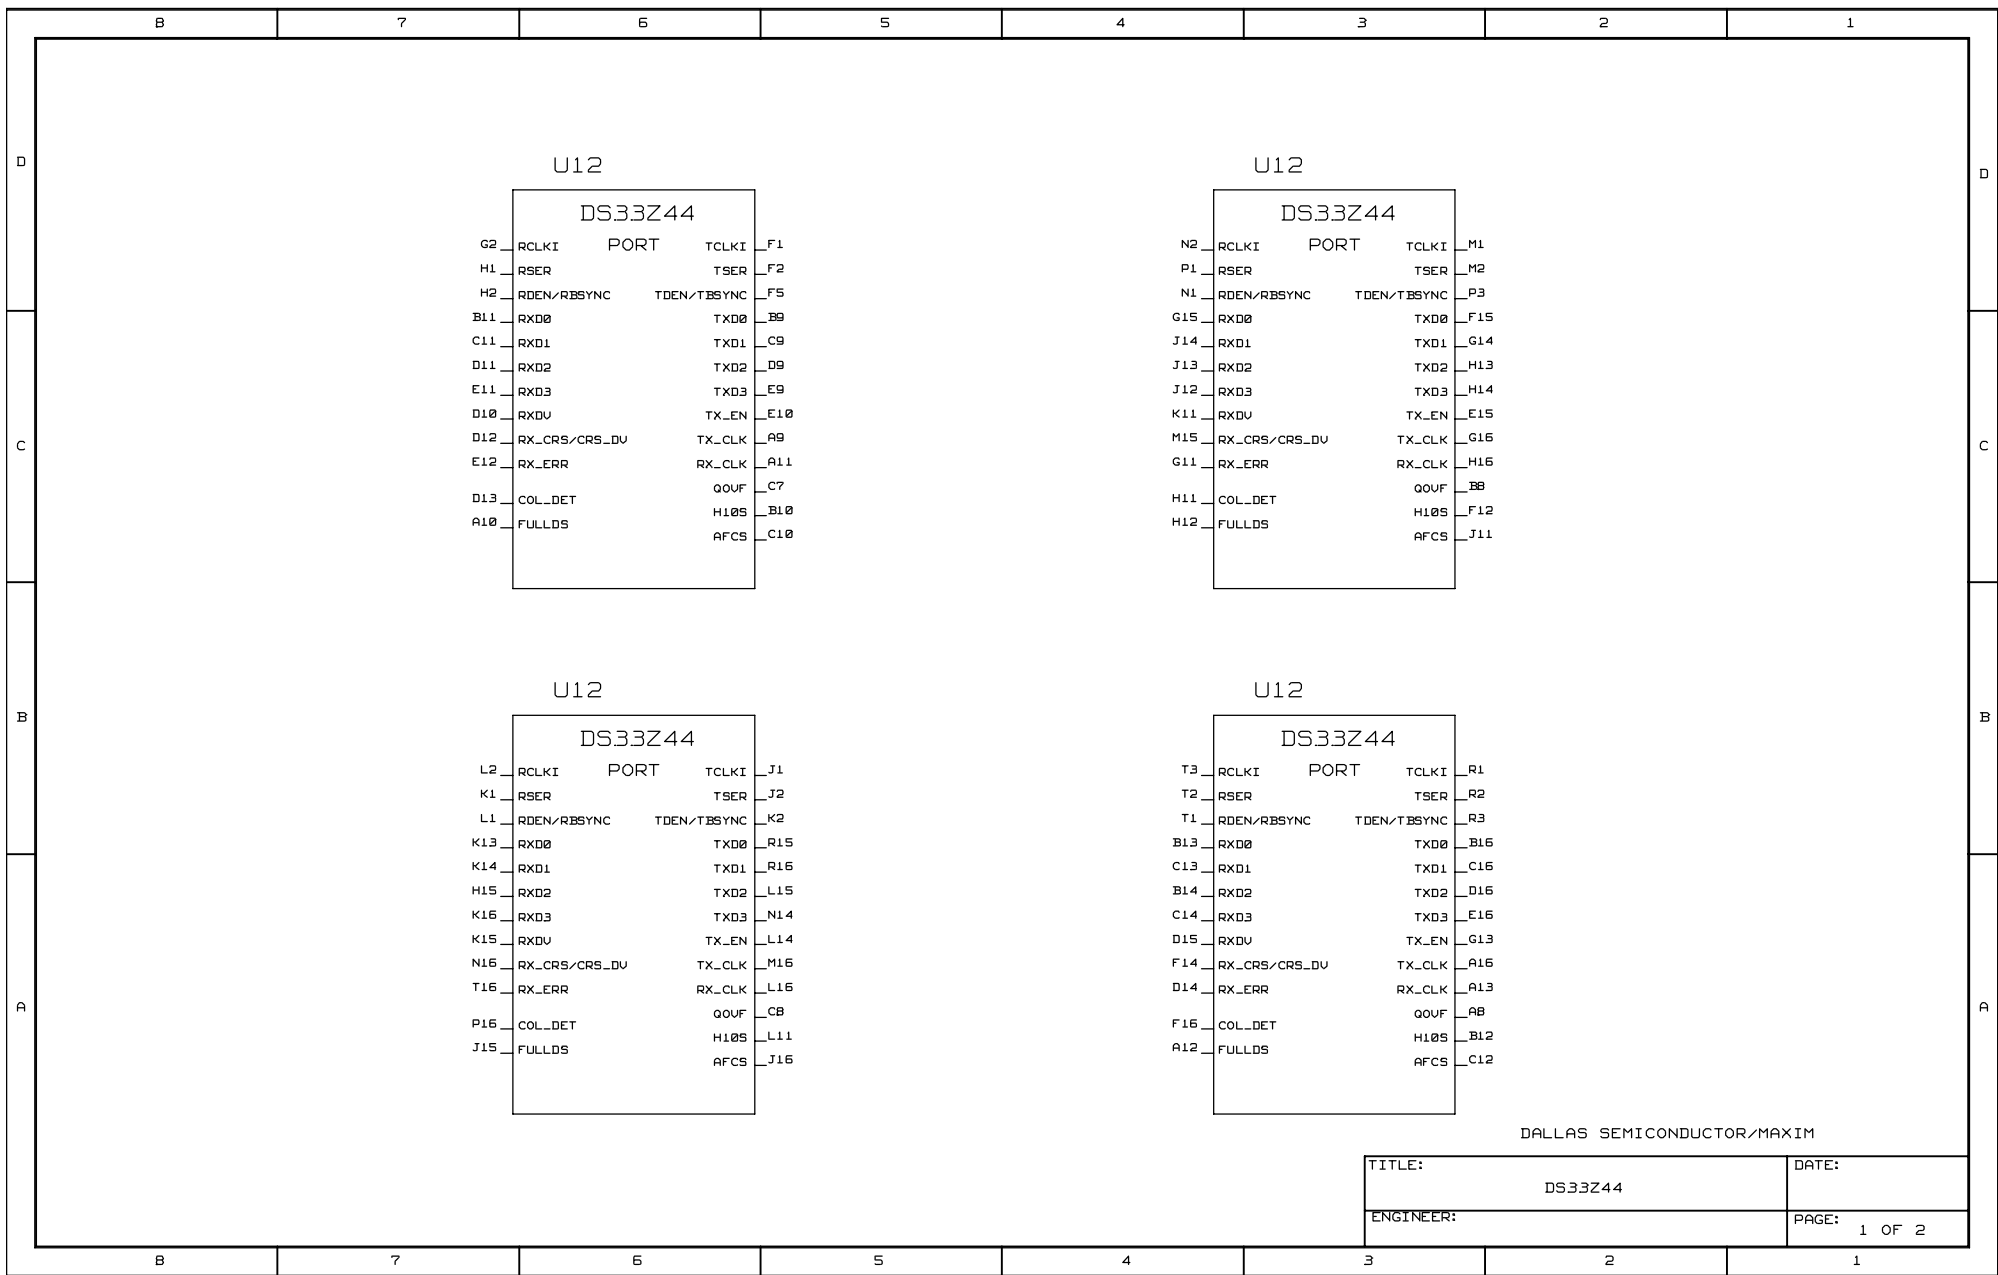 8 7 6 5 4 3 2 1
D D
U12 U12
DS33Z44 DS33Z44
G2 RCLKI PORT TCLKI F1 N2 RCLKI PORT TCLKI M1
H1 RSER TSER F2 P1 RSER TSER M2
H2 RDEN/RBSYNC TDEN/TBSYNC F5 N1 RDEN/RBSYNC TDEN/TBSYNC P3
B11 RXD0 TXD0 B9 G15 RXD0 TXD0 F15
C11 RXD1 TXD1 C9 J14 RXD1 TXD1 G14
D11 RXD2 TXD2 D9 J13 RXD2 TXD2 H13
E11 RXD3 TXD3 E9 J12 RXD3 TXD3 H14
D10 RXDV TX_EN E10 K11 RXDV TX_EN E15
C D12 RX_CRS/CRS_DV TX_CLK A9 M15 RX_CRS/CRS_DV TX_CLK G16 C
E12 RX_ERR RX_CLK A11 G11 RX_ERR RX_CLK H16
QOVF C7 QOVF B8
D13 COL_DET H11 COL_DET
H10S B10 H10S F12
A10 FULLDS H12 FULLDS
AFCS C10 AFCS J11
U12 U12
B B
DS33Z44 DS33Z44
L2 RCLKI PORT TCLKI J1 T3 RCLKI PORT TCLKI R1
K1 RSER TSER J2 T2 RSER TSER R2
L1 RDEN/RBSYNC TDEN/TBSYNC K2 T1 RDEN/RBSYNC TDEN/TBSYNC R3
K13 RXD0 TXD0 R15 B13 RXD0 TXD0 B16
K14 RXD1 TXD1 R16 C13 RXD1 TXD1 C16
H15 RXD2 TXD2 L15 B14 RXD2 TXD2 D16
K16 RXD3 TXD3 N14 C14 RXD3 TXD3 E16
K15 RXDV TX_EN L14 D15 RXDV TX_EN G13
N16 RX_CRS/CRS_DV TX_CLK M16 F14 RX_CRS/CRS_DV TX_CLK A16
T16 RX_ERR RX_CLK L16 D14 RX_ERR RX_CLK A13
A QOVF C8 QOVF A8 A
P16 COL_DET F16 COL_DET
H10S L11 H10S B12
J15 FULLDS A12 FULLDS
AFCS J16 AFCS C12
DALLAS SEMICONDUCTOR/MAXIM
TITLE: DATE:
DS33Z44
ENGINEER: PAGE: 1 OF 2
8 7 6 5 4 3 2 1